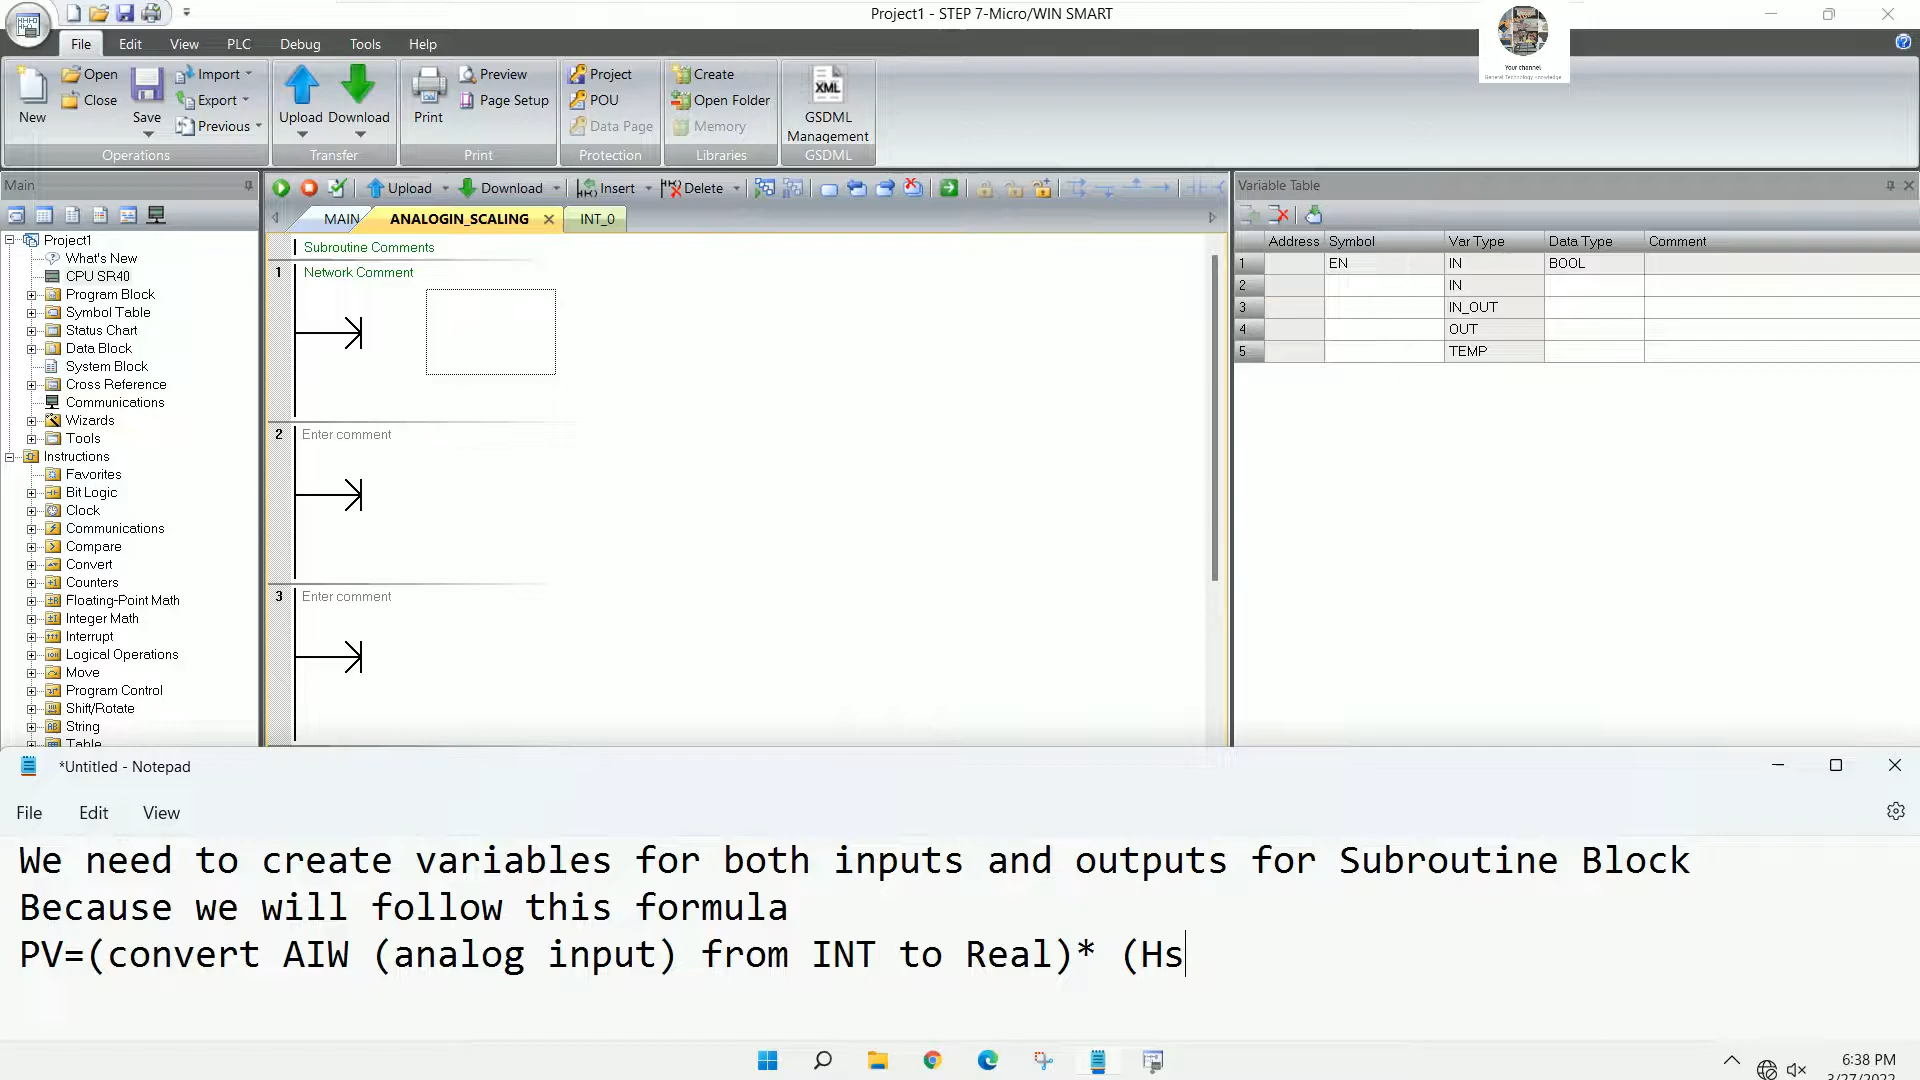 Project1 - STEP 7-Micro/WIN SMART
File Edit View PLC Debug Tools Help
New
Open
Close
Save
Import
Export
Previous
Operations
Upload
Download
Transfer
Print
Preview
Page Setup
Print
Project
POU
Data Page
Protection
Create
Open Folder
Memory
Libraries
XML
GSDML
Management
GSDML
Your channel
General Technology knowledge
Main
Project1
What's New
CPU SR40
Program Block
Symbol Table
Status Chart
Data Block
System Block
Cross Reference
Communications
Wizards
Tools
Instructions
Favorites
Bit Logic
Clock
Communications
Compare
Convert
Counters
Floating-Point Math
Integer Math
Interrupt
Logical Operations
Move
Program Control
Shift/Rotate
String
Table
Upload Download Insert Delete
MAIN ANALOGIN_SCALING INT_0
Subroutine Comments
1 Network Comment
2 Enter comment
3 Enter comment
Variable Table
Address Symbol Var Type Data Type Comment
1 EN IN BOOL
2 IN
3 IN_OUT
4 OUT
5 TEMP
*Untitled - Notepad
File Edit View
We need to create variables for both inputs and outputs for Subroutine Block
Because we will follow this formula
PV=(convert AIW (analog input) from INT to Real)* (Hs
6:38 PM
3/27/2022